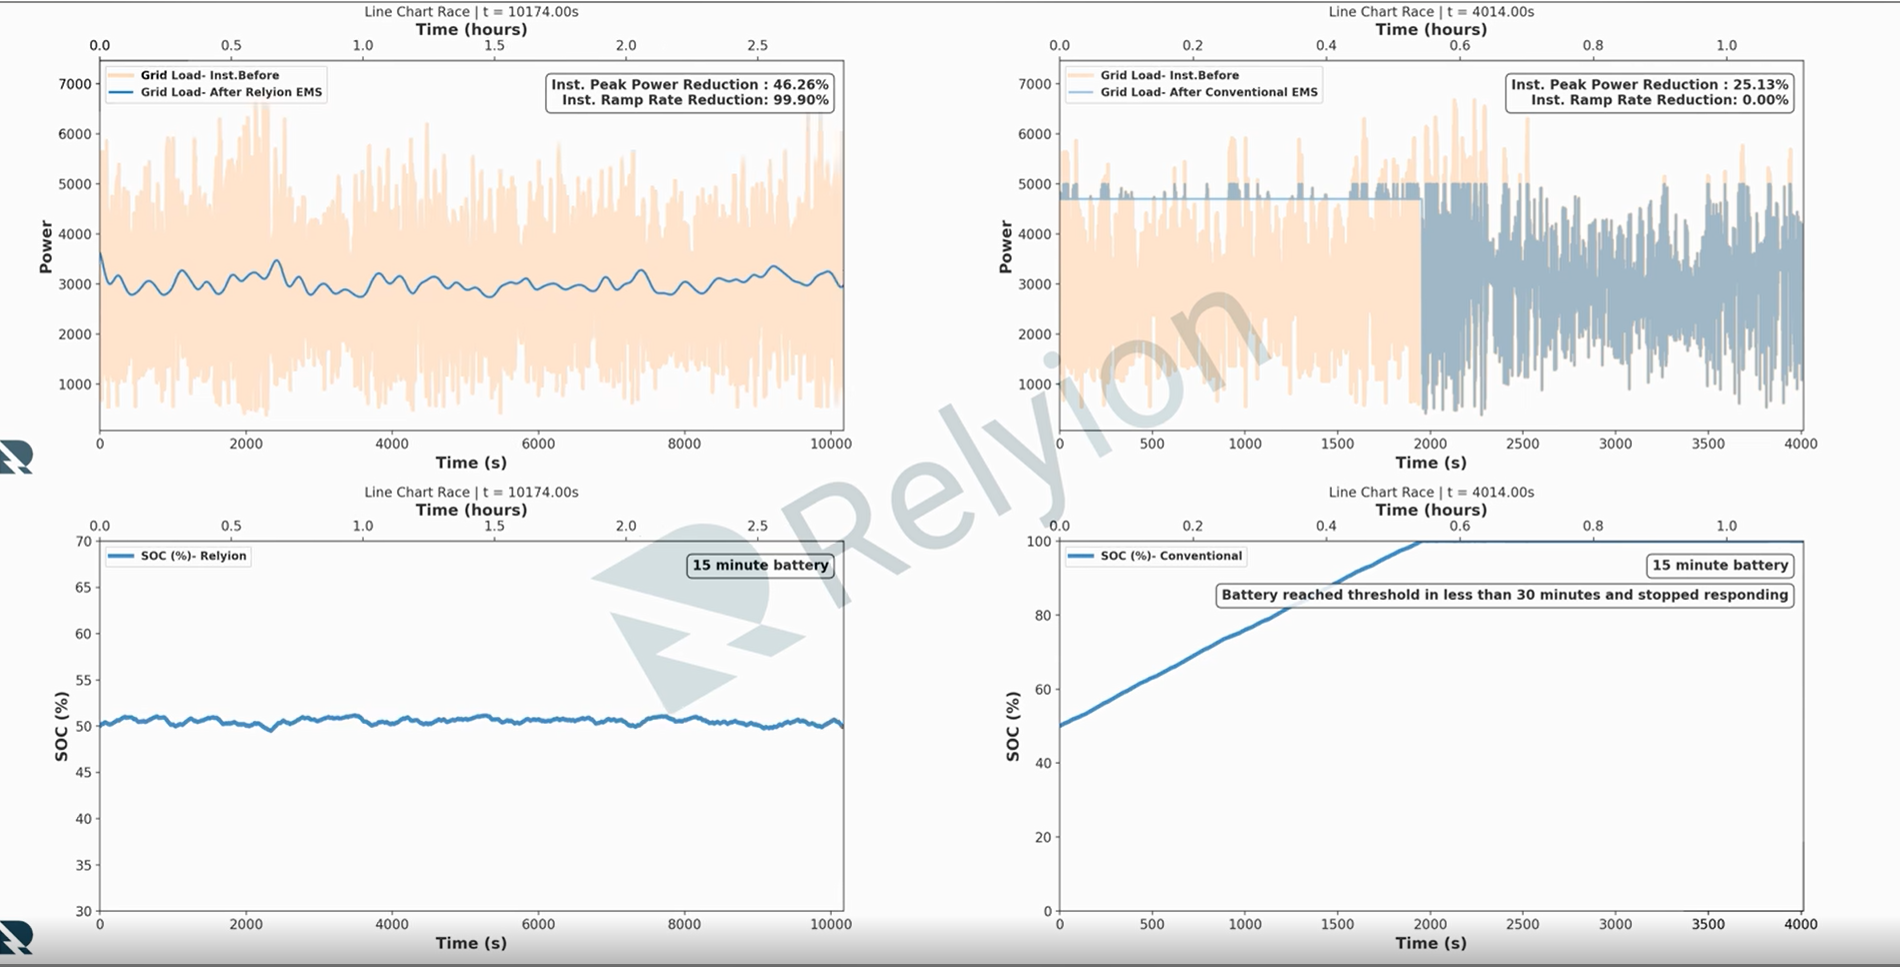 Line Chart Race | t = 10174.00s
Time (hours)
0.0 0.5 1.0 1.5 2.0 2.5
Grid Load- Inst.Before
Grid Load- After Relyion EMS
Inst. Peak Power Reduction : 46.26%
Inst. Ramp Rate Reduction: 99.90%
7000
6000
5000
4000
3000
2000
1000
Power
0 2000 4000 6000 8000 10000
Time (s)
Line Chart Race | t = 4014.00s
Time (hours)
0.0 0.2 0.4 0.6 0.8 1.0
Grid Load- Inst.Before
Grid Load- After Conventional EMS
Inst. Peak Power Reduction : 25.13%
Inst. Ramp Rate Reduction: 0.00%
7000
6000
5000
4000
3000
2000
1000
Power
0 500 1000 1500 2000 2500 3000 3500 4000
Time (s)
Relyion
Line Chart Race | t = 10174.00s
Time (hours)
0.0 0.5 1.0 1.5 2.0 2.5
SOC (%)- Relyion
15 minute battery
70
65
60
55
50
45
40
35
30
SOC (%)
0 2000 4000 6000 8000 10000
Time (s)
Line Chart Race | t = 4014.00s
Time (hours)
0.0 0.2 0.4 0.6 0.8 1.0
SOC (%)- Conventional
15 minute battery
Battery reached threshold in less than 30 minutes and stopped responding
100
80
60
40
20
0
SOC (%)
0 500 1000 1500 2000 2500 3000 3500 4000
Time (s)